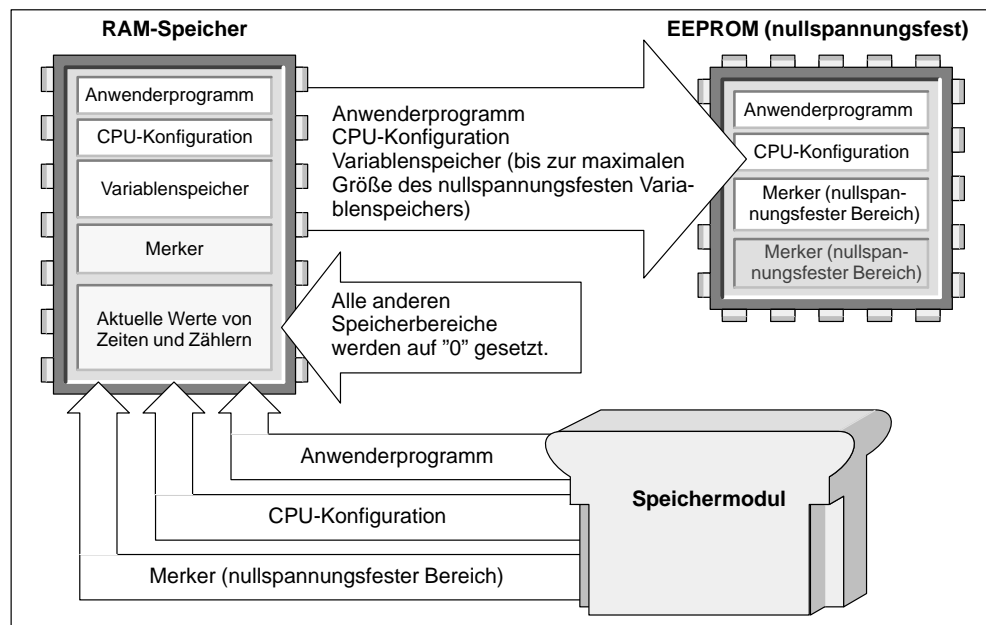 RAM-Speicher
EEPROM (nullspannungsfest)
Anwenderprogramm
CPU-Konfiguration
Variablenspeicher
Merker
Aktuelle Werte von
Zeiten und Zählern
Anwenderprogramm
CPU-Konfiguration
Variablenspeicher (bis zur maximalen
Größe des nullspannungsfesten Varia-
blenspeichers)
Anwenderprogramm
CPU-Konfiguration
Merker (nullspan-
nungsfester Bereich)
Merker (nullspan-
nungsfester Bereich)
Alle anderen
Speicherbereiche
werden auf ”0” gesetzt.
Anwenderprogramm
CPU-Konfiguration
Merker (nullspannungsfester Bereich)
Speichermodul